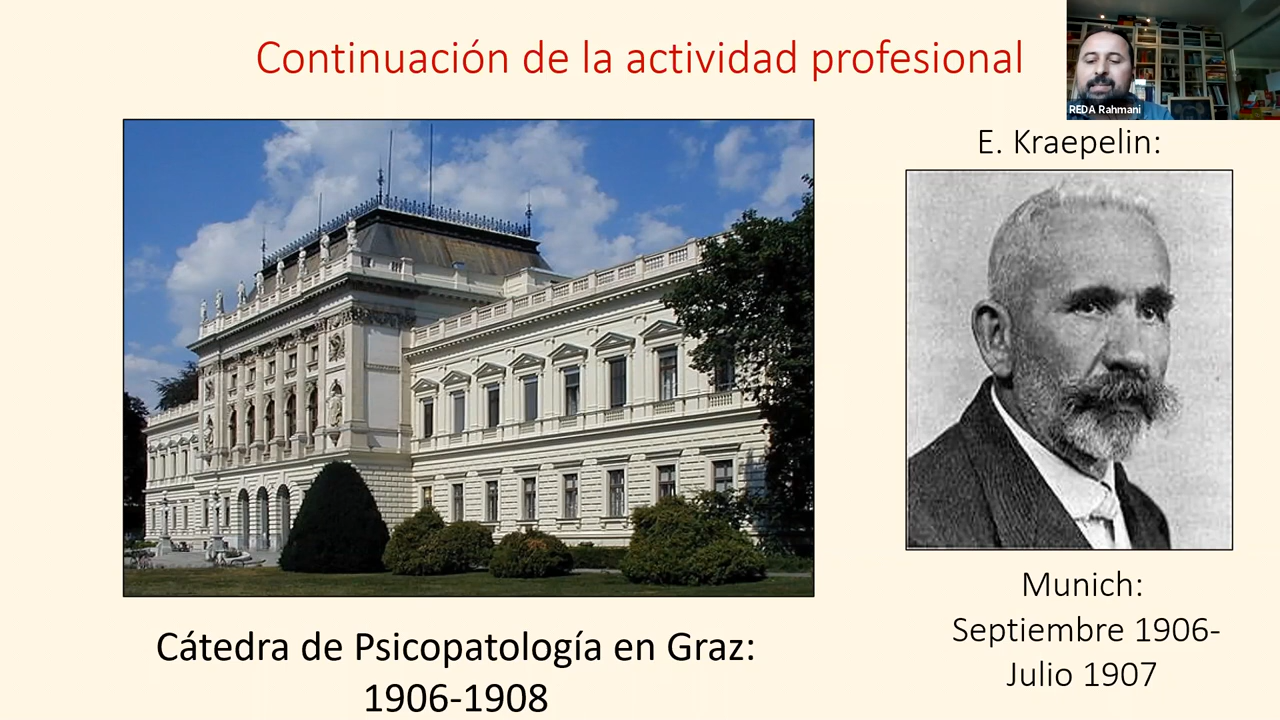 Continuación de la actividad profesional
REDA Rahmani
E. Kraepelin:
Munich:
Septiembre 1906-
Julio 1907
Cátedra de Psicopatología en Graz:
1906-1908